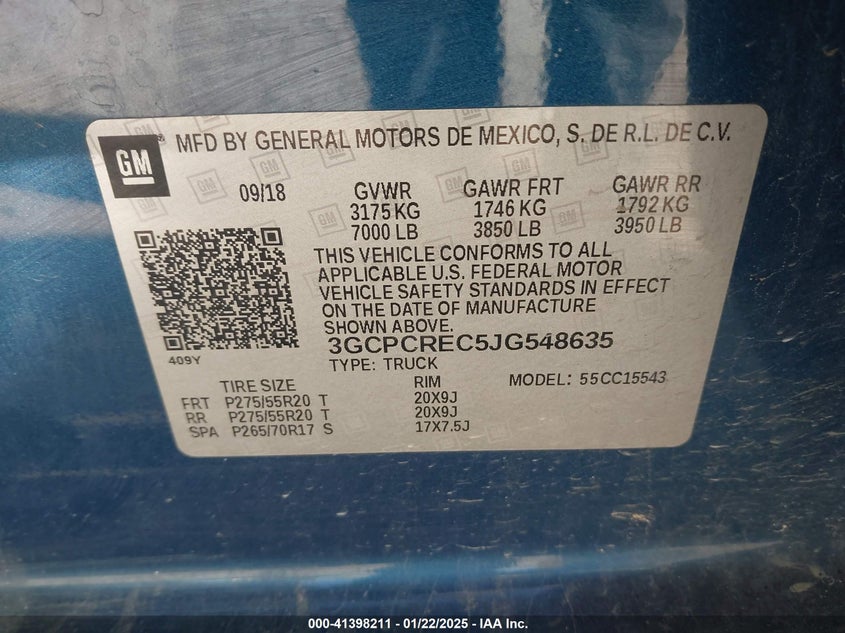 GM
MFD BY GENERAL MOTORS DE MEXICO, S. DE R.L. DE C.V.
09/18 GVWR GAWR FRT GAWR RR
3175 KG 1746 KG 1792 KG
7000 LB 3850 LB 3950 LB
THIS VEHICLE CONFORMS TO ALL
APPLICABLE U.S. FEDERAL MOTOR
VEHICLE SAFETY STANDARDS IN EFFECT
ON THE DATE OF MANUFACTURE
SHOWN ABOVE.
3GCPCREC5JG548635
409Y
TYPE: TRUCK
TIRE SIZE RIM MODEL: 55CC15543
FRT P275/55R20 T 20X9J
RR P275/55R20 T 20X9J
SPA P265/70R17 S 17X7.5J
000-41398211 - 01/22/2025 - IAA Inc.